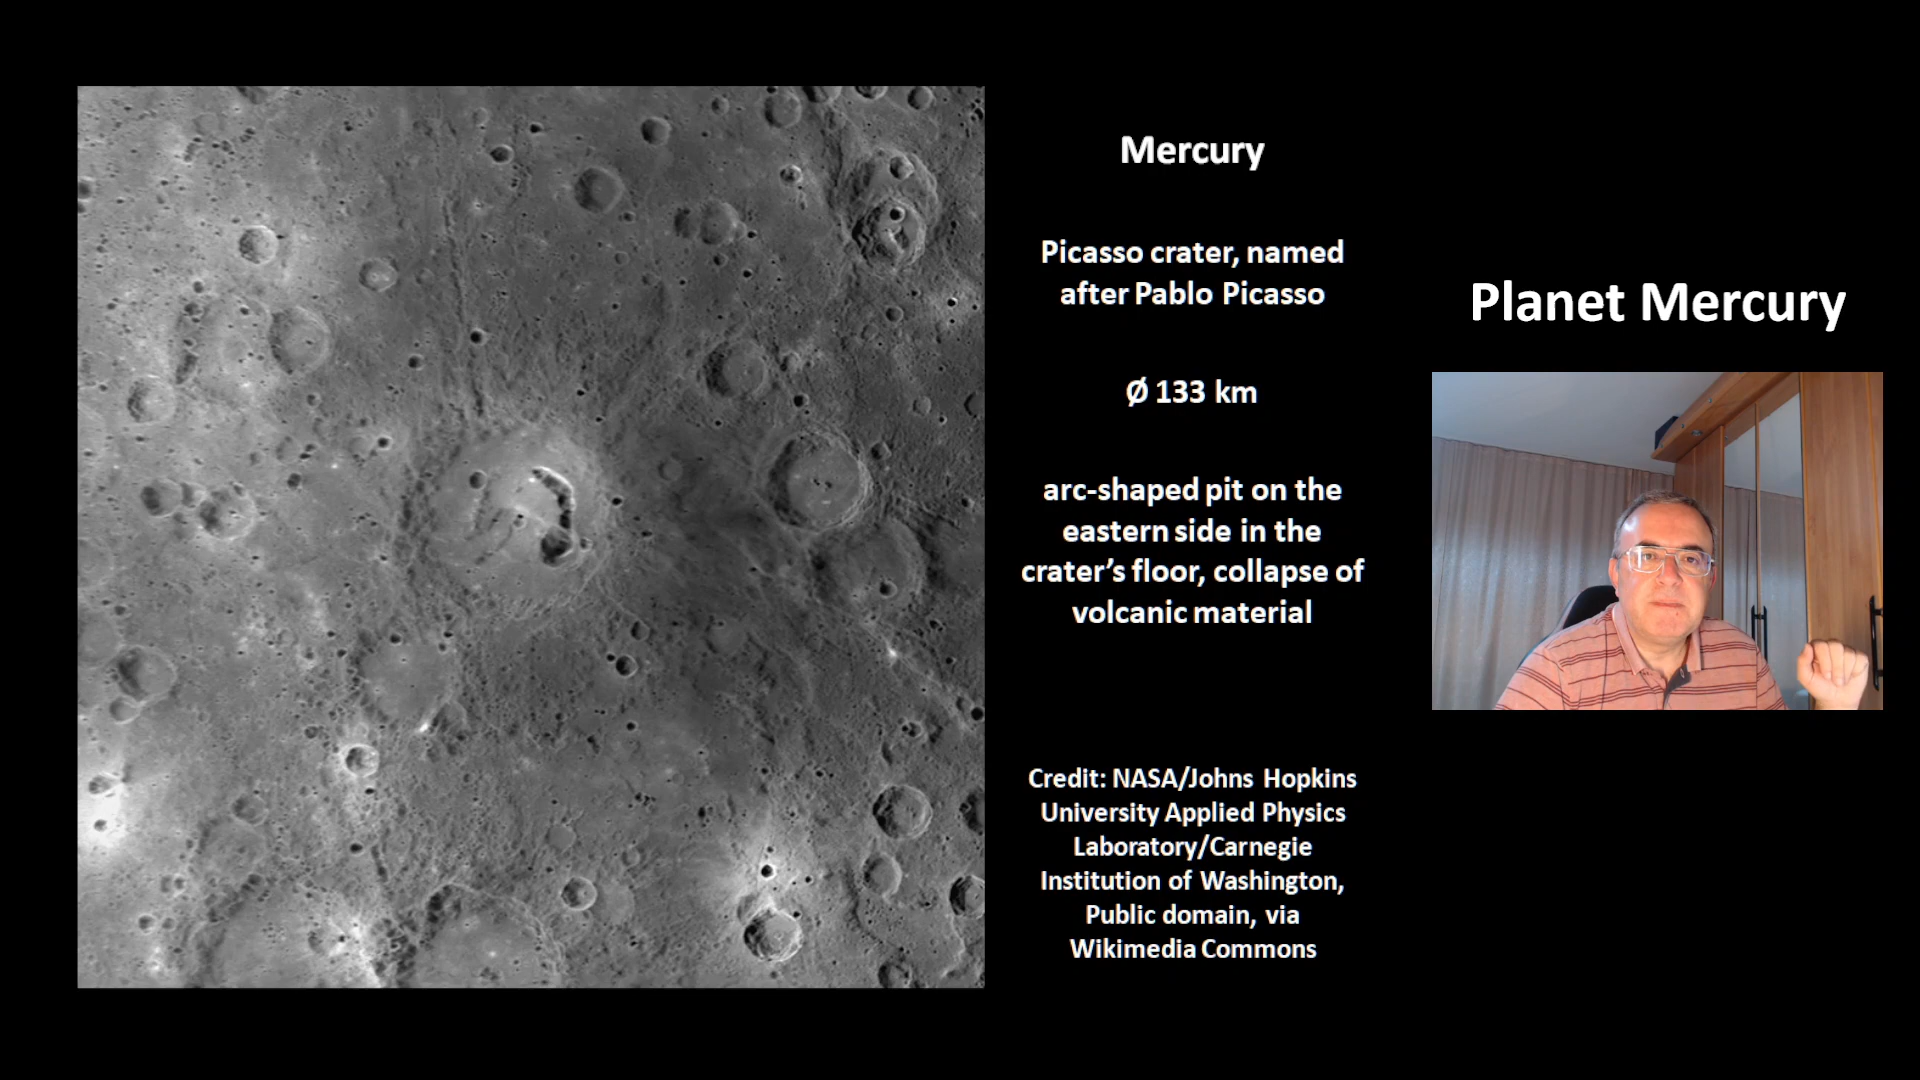 Mercury
Picasso crater, named
after Pablo Picasso
Ø 133 km
arc-shaped pit on the
eastern side in the
crater’s floor, collapse of
volcanic material
Credit: NASA/Johns Hopkins
University Applied Physics
Laboratory/Carnegie
Institution of Washington,
Public domain, via
Wikimedia Commons
Planet Mercury